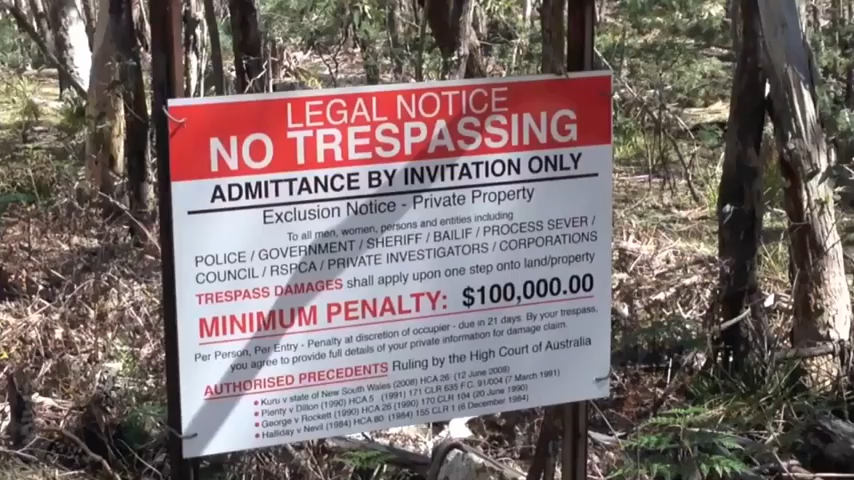 LEGAL NOTICE
NO TRESPASSING
ADMITTANCE BY INVITATION ONLY
Exclusion Notice - Private Property
To all men, women, persons and entities including
POLICE / GOVERNMENT / SHERIFF / BAILIF / PROCESS SEVER /
COUNCIL / RSPCA / PRIVATE INVESTIGATORS / CORPORATIONS
TRESPASS DAMAGES shall apply upon one step onto land/property
MINIMUM PENALTY: $100,000.00
Per Person, Per Entry - Penalty at discretion of occupier - due in 21 days. By your trespass,
you agree to provide full details of your private information for damage claim.
AUTHORISED PRECEDENTS Ruling by the High Court of Australia
• Kuru v state of New South Wales (2008) HCA 26 (12 June 2008)
• Plenty v Dillon (1990) HCA 5 (1991) 171 CLR 635 F.C. 91/004 (7 March 1991)
• George v Rockett (1990) HCA 26 (1990) 170 CLR 104 (20 June 1990)
• Halliday v Nevil (1984) HCA 80 (1984) 155 CLR 1 (6 December 1984)